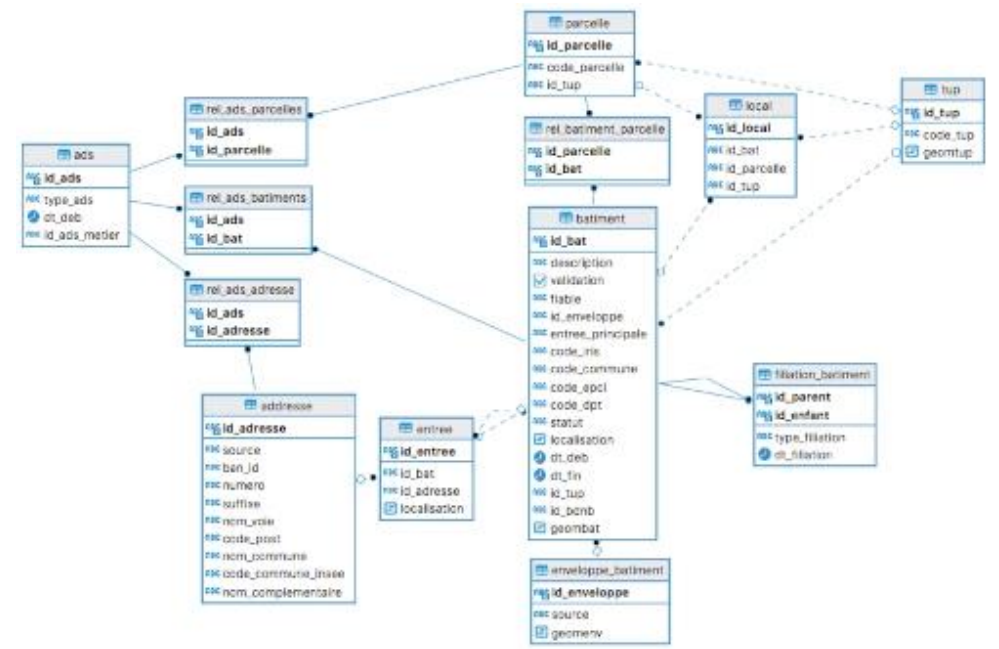 parcelle
id_parcelle
code_parcelle
id_tup
rel_ads_parcelles
id_ads
id_parcelle
local
id_local
id_bat
id_parcelle
id_tup
tup
id_tup
code_tup
geomtup
rel_batiment_parcelle
id_parcelle
id_bat
ads
id_ads
type_ads
dt_deb
id_ads_metier
rel_ads_batiments
id_ads
id_bat
batiment
id_bat
description
validation
fiable
id_enveloppe
entree_principale
code_iris
code_commune
code_epci
code_dpt
statut
localisation
dt_deb
dt_fin
id_tup
id_bdnb
geombat
rel_ads_adresse
id_ads
id_adresse
filiation_batiment
id_parent
id_enfant
type_filiation
dt_filiation
addresse
id_adresse
source
ban_id
numero
suffixe
nom_voie
code_post
nom_commune
code_commune_insee
nom_complementaire
entree
id_entree
id_bat
id_adresse
localisation
enveloppe_batiment
id_enveloppe
source
geomenv